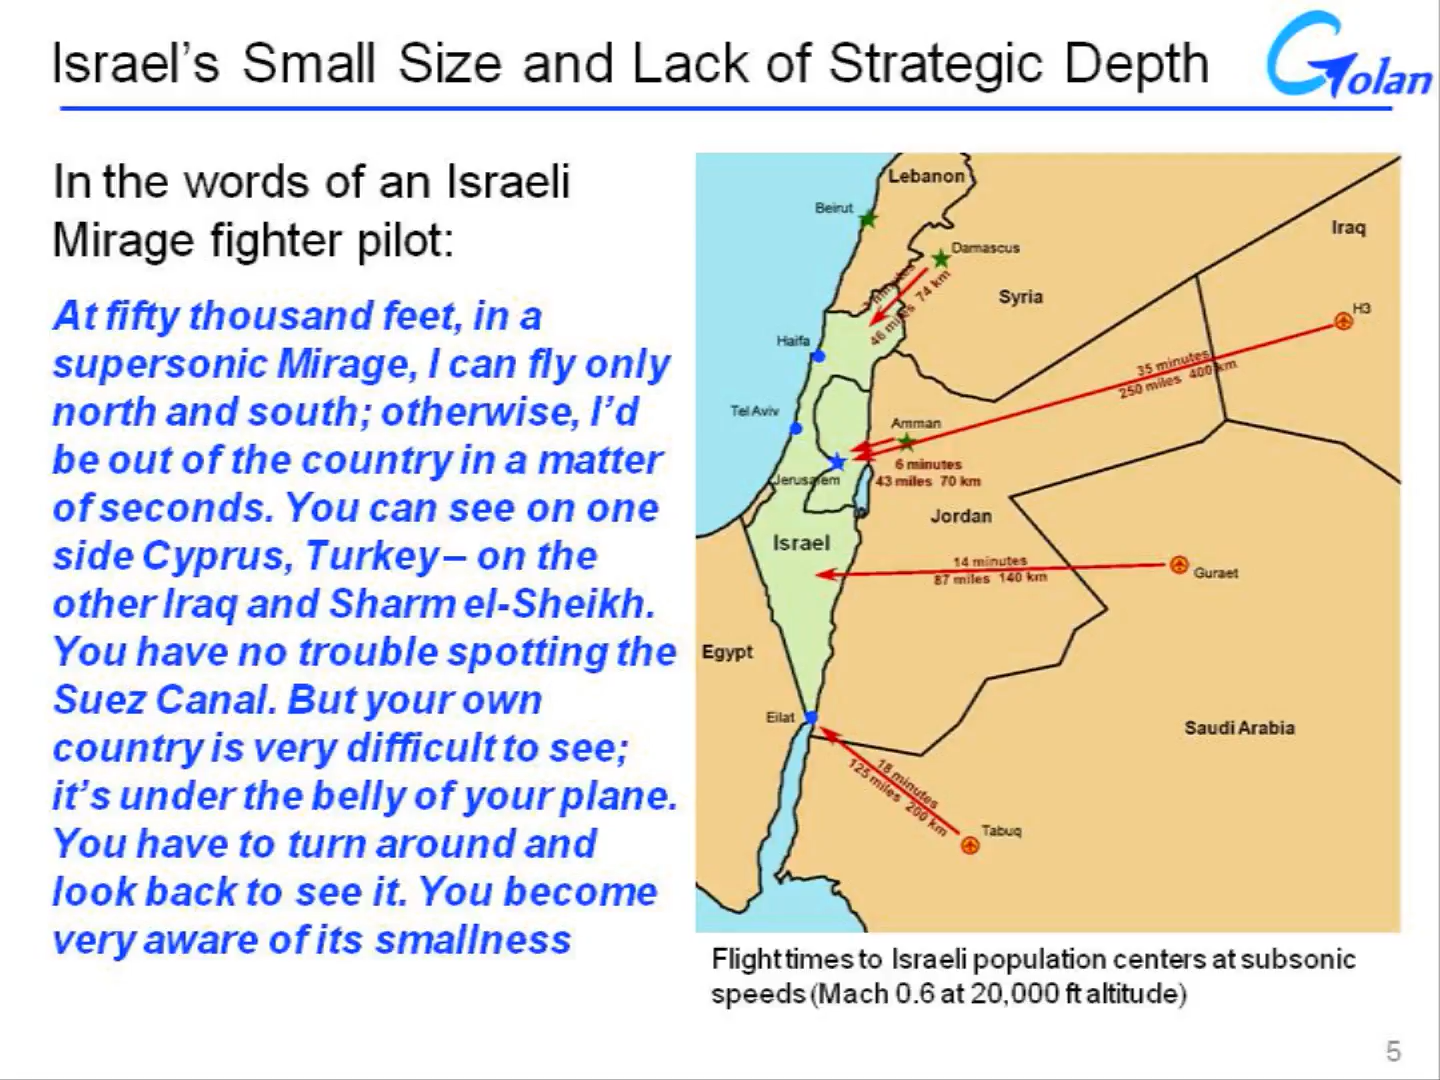 Israel's Small Size and Lack of Strategic Depth
Golan
In the words of an Israeli
Mirage fighter pilot:
At fifty thousand feet, in a
supersonic Mirage, I can fly only
north and south; otherwise, I'd
be out of the country in a matter
of seconds. You can see on one
side Cyprus, Turkey – on the
other Iraq and Sharm el-Sheikh.
You have no trouble spotting the
Suez Canal. But your own
country is very difficult to see;
it's under the belly of your plane.
You have to turn around and
look back to see it. You become
very aware of its smallness
Lebanon
Beirut
Damascus
Iraq
Syria
minutes
46 miles 74 km
H3
Haifa
35 minutes
250 miles 400 km
Tel Aviv
Amman
6 minutes
43 miles 70 km
Jerusalem
Jordan
Israel
14 minutes
87 miles 140 km
Guraet
Egypt
Eilat
Saudi Arabia
18 minutes
125 miles 200 km
Tabuq
Flight times to Israeli population centers at subsonic
speeds (Mach 0.6 at 20,000 ft altitude)
5